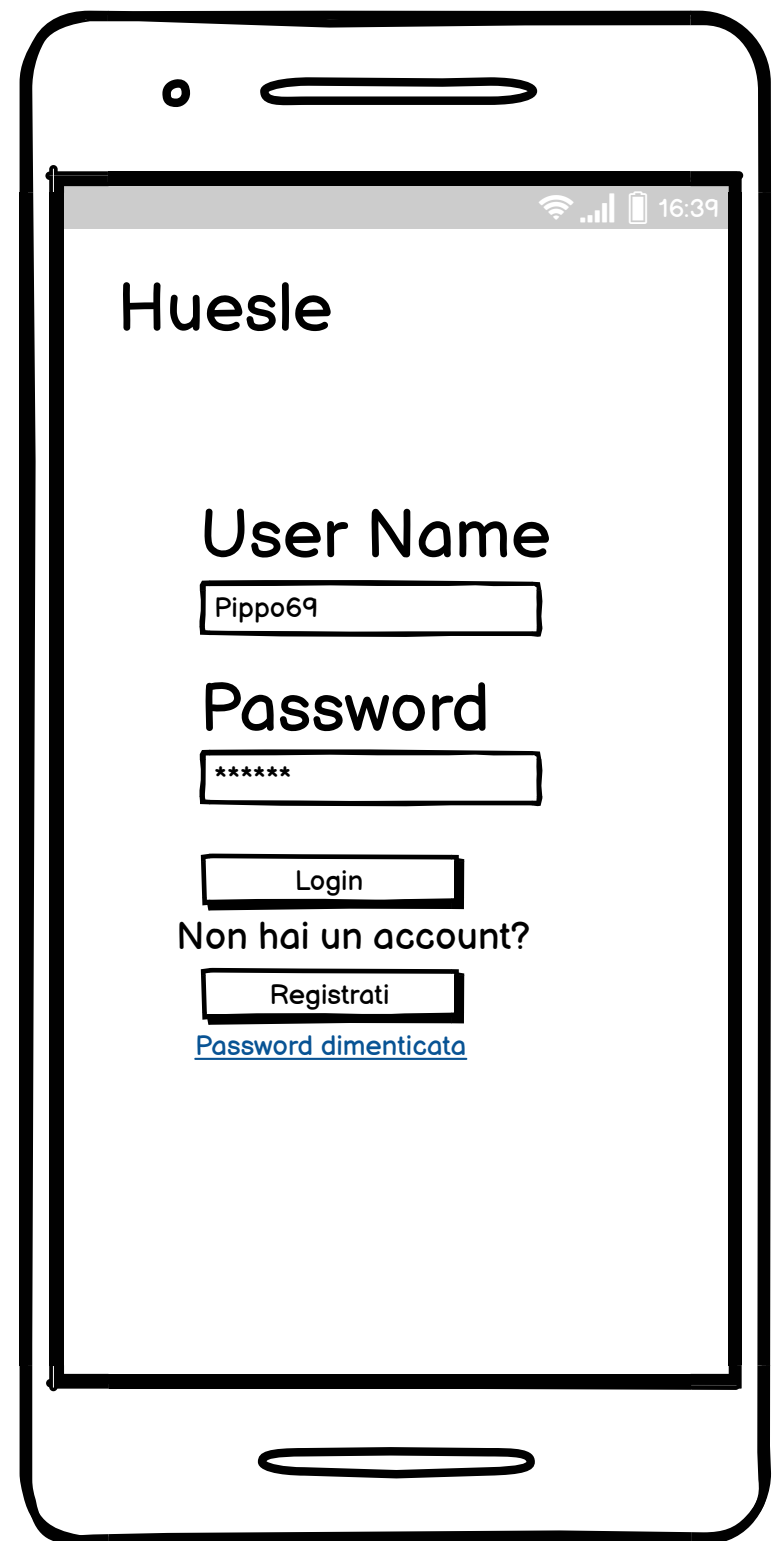 16:39
Huesle
User Name
Pippo69
Password
******
Login
Non hai un account?
Registrati
Password dimenticata